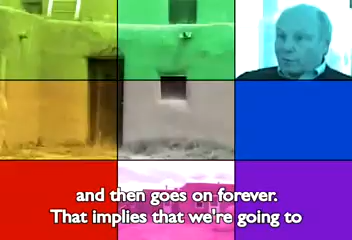 and then goes on forever.
That implies that we're going to